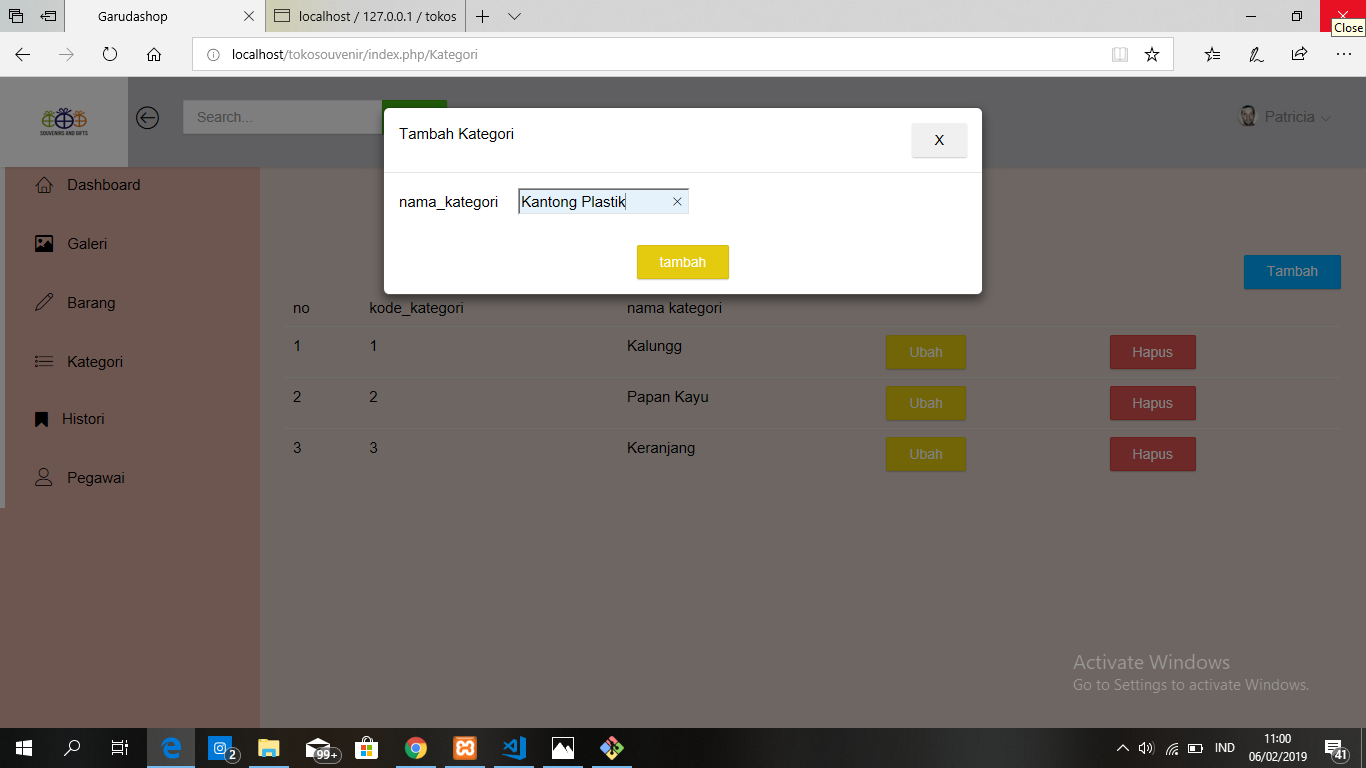 Garudashop
localhost / 127.0.0.1 / tokos
Close
localhost/tokosouvenir/index.php/Kategori
SOUVENIRS AND GIFTS
Search...
Patricia
Tambah Kategori
X
nama_kategori
Kantong Plastik
tambah
Dashboard
Galeri
Barang
Kategori
Histori
Pegawai
Tambah
no kode_kategori nama kategori
1 1 Kalungg Ubah Hapus
2 2 Papan Kayu Ubah Hapus
3 3 Keranjang Ubah Hapus
Activate Windows
Go to Settings to activate Windows.
2
99+
IND
11:00
06/02/2019
41